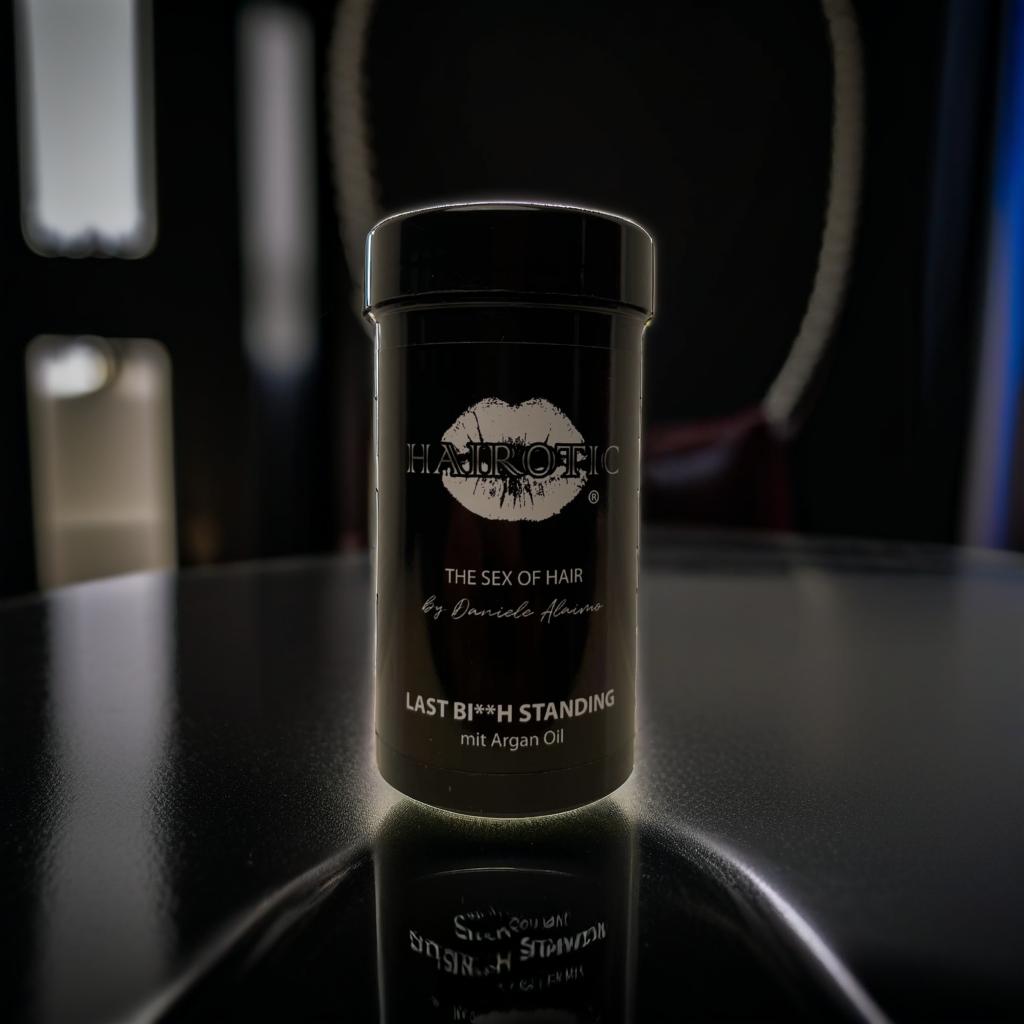 HAIROTIC
®
THE SEX OF HAIR
by Daniele Alaimo
LAST BI**H STANDING
mit Argan Oil